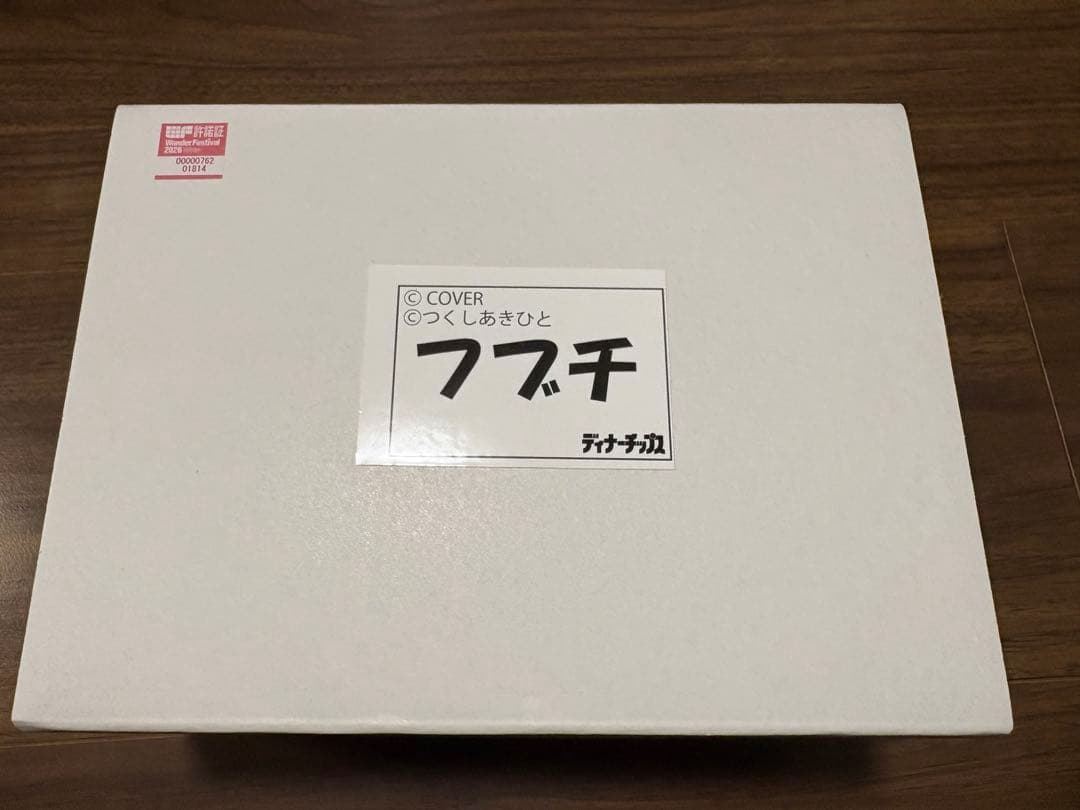 WF許諾証
Wonder Festival
2026
00000762
01814
© COVER
©つくしあきひと
フブチ
ディナーチップス